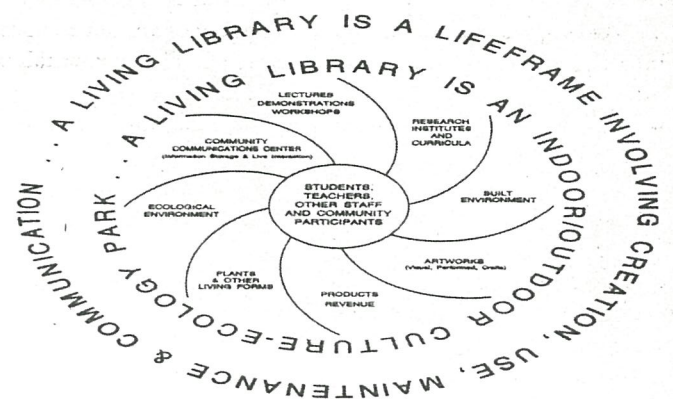 . . A LIVING LIBRARY IS A LIFEFRAME INVOLVING CREATION, USE, MAINTENANCE & COMMUNICATION
. . A LIVING LIBRARY IS AN INDOOR/OUTDOOR CULTURE-ECOLOGY PARK
LECTURES
DEMONSTRATIONS
WORKSHOPS
RESEARCH
INSTITUTES
AND
CURRICULA
BUILT
ENVIRONMENT
ARTWORKS
(Visual, Performed, Crafts)
PRODUCTS
REVENUE
PLANTS
& OTHER
LIVING FORMS
ECOLOGICAL
ENVIRONMENT
COMMUNITY
COMMUNICATIONS CENTER
(Information Storage & Live Interaction)
STUDENTS,
TEACHERS,
OTHER STAFF
AND COMMUNITY
PARTICIPANTS